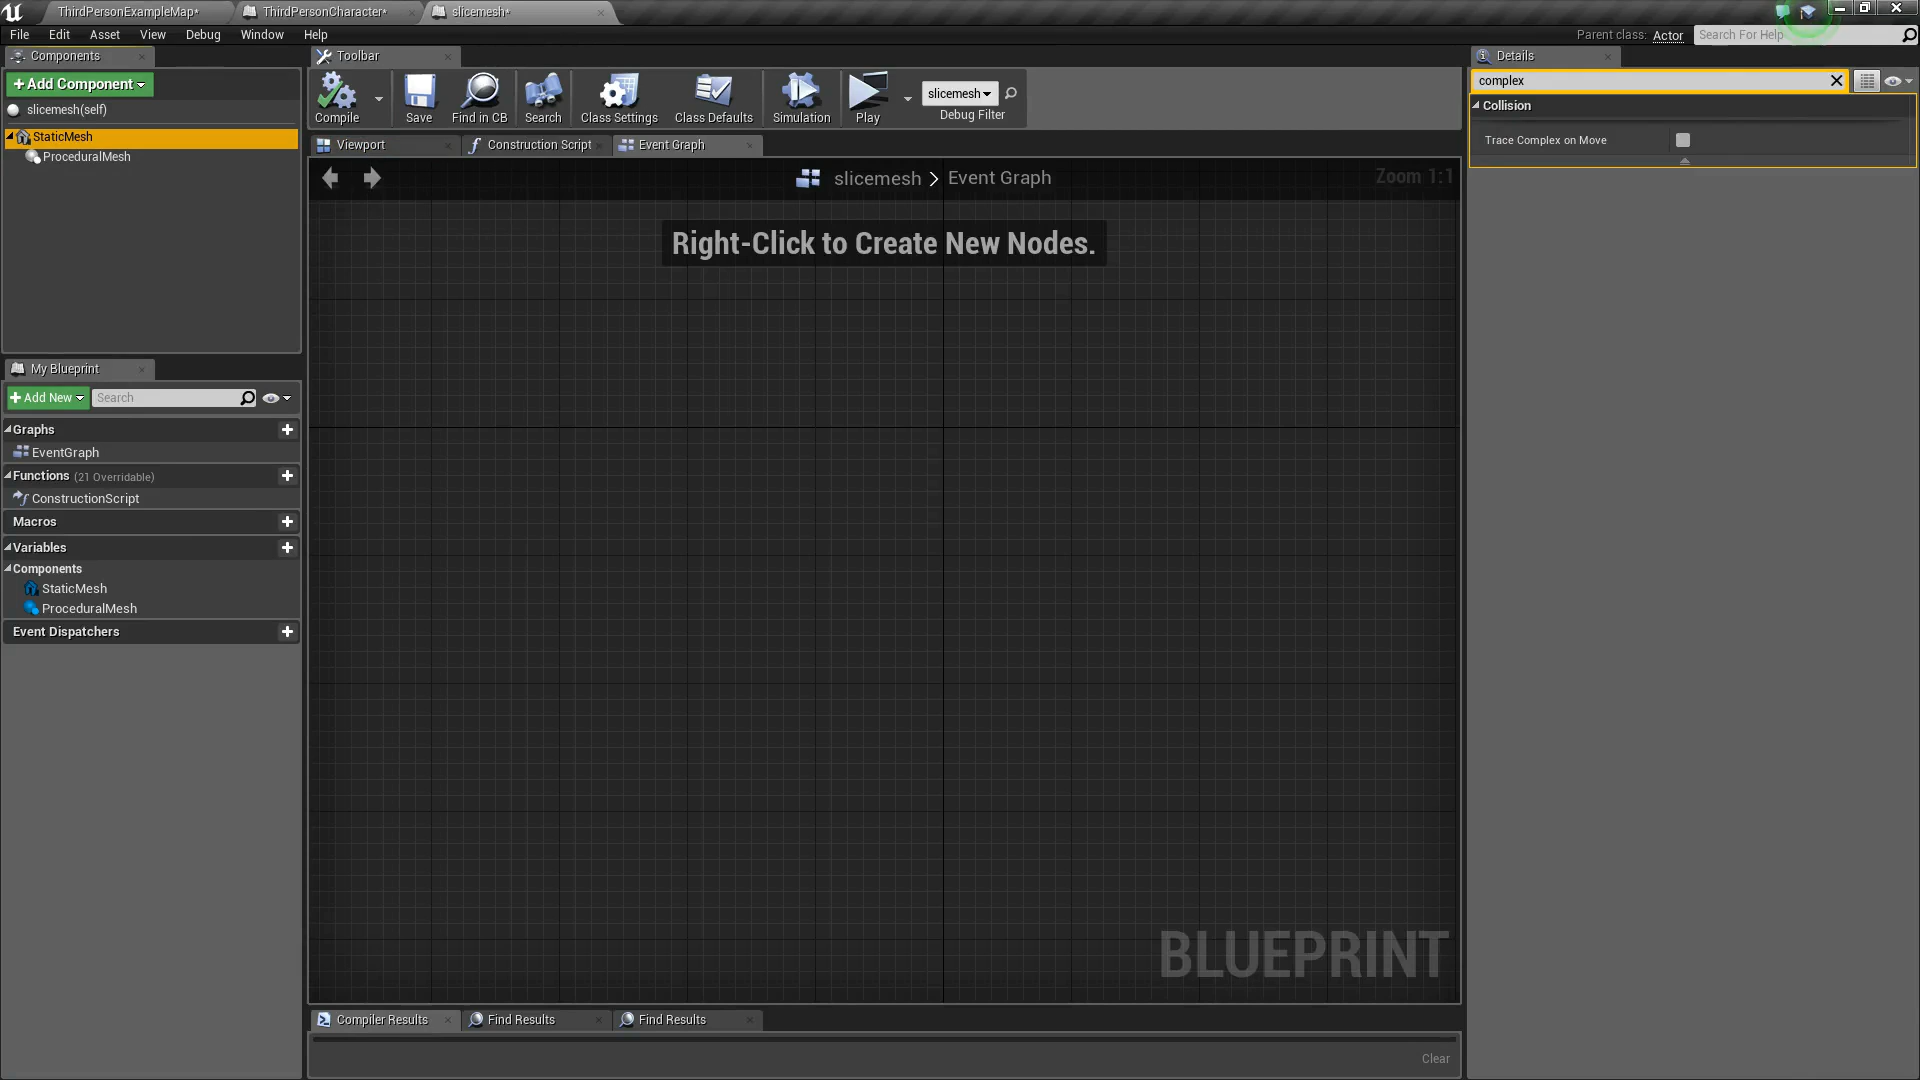 ThirdPersonExampleMap*
ThirdPersonCharacter*
slicemesh*
File Edit Asset View Debug Window Help
Parent class: Actor
Search For Help
Components
Toolbar
Details
+Add Component
slicemesh(self)
StaticMesh
ProceduralMesh
Compile
Save
Find in CB
Search
Class Settings
Class Defaults
Simulation
Play
slicemesh
Debug Filter
complex
Collision
Trace Complex on Move
Viewport
Construction Script
Event Graph
slicemesh > Event Graph
Zoom 1:1
Right-Click to Create New Nodes.
My Blueprint
+Add New
Search
Graphs
EventGraph
Functions (21 Overridable)
ConstructionScript
Macros
Variables
Components
StaticMesh
ProceduralMesh
Event Dispatchers
BLUEPRINT
Compiler Results
Find Results
Find Results
Clear